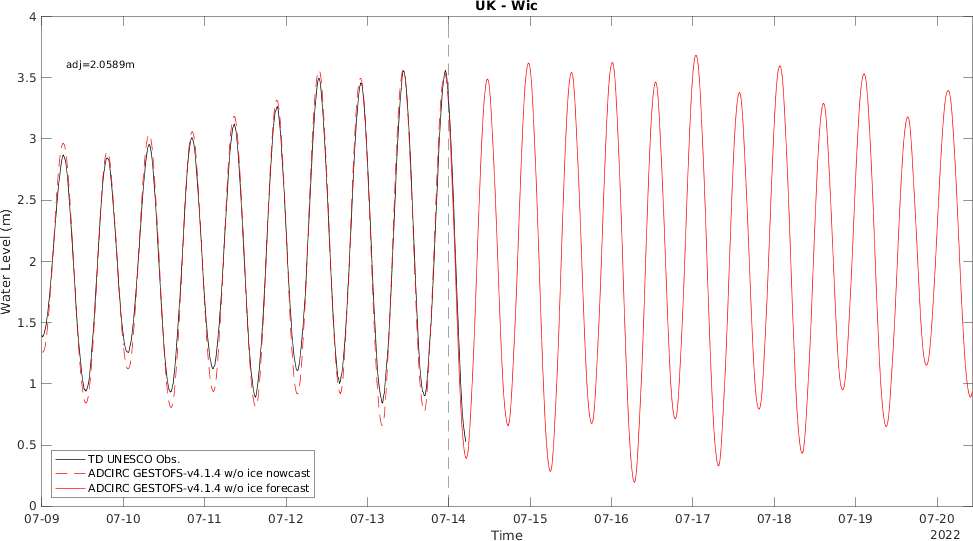 UK - Wic
4
adj=2.0589m
3.5
3
2.5
2
1.5
1
0.5
0
Water Level (m)
TD UNESCO Obs.
ADCIRC GESTOFS-v4.1.4 w/o ice nowcast
ADCIRC GESTOFS-v4.1.4 w/o ice forecast
07-09 07-10 07-11 07-12 07-13 07-14 07-15 07-16 07-17 07-18 07-19 07-20
Time
2022